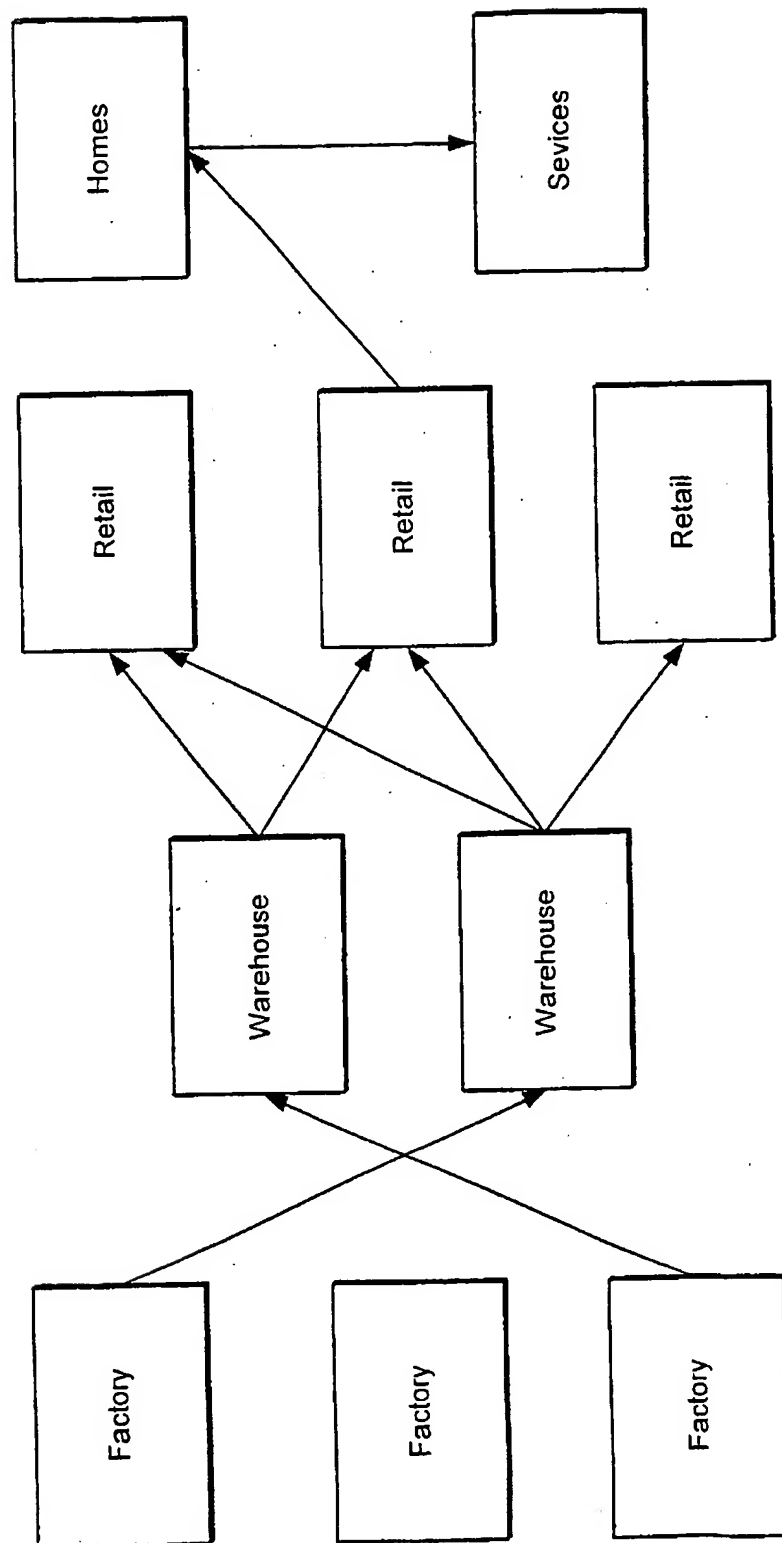 Factory
Factory
Factory
Warehouse
Warehouse
Retail
Retail
Retail
Homes
Sevices